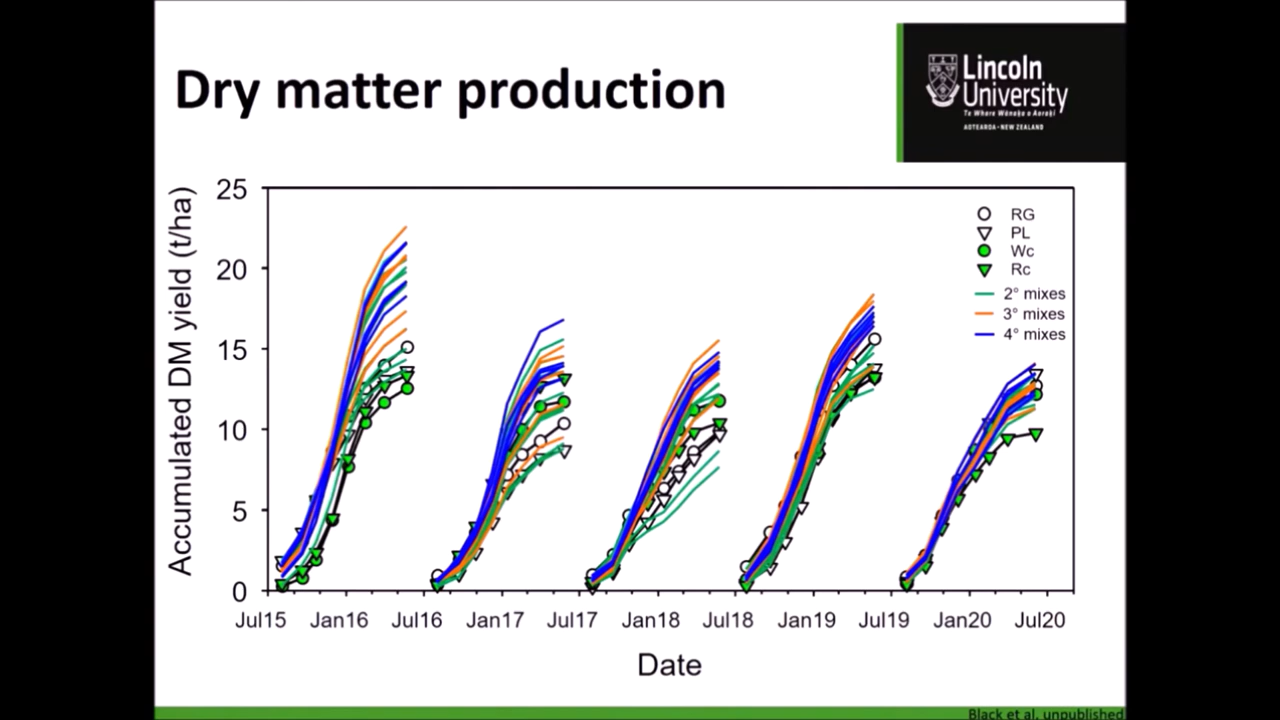 Dry matter production
Lincoln
University
Te Whare Wānaka o Aoraki
AOTEAROA • NEW ZEALAND
Accumulated DM yield (t/ha)
25
20
15
10
5
0
RG
PL
Wc
Rc
2° mixes
3° mixes
4° mixes
Jul15 Jan16 Jul16 Jan17 Jul17 Jan18 Jul18 Jan19 Jul19 Jan20 Jul20
Date
Black et al. unpublished